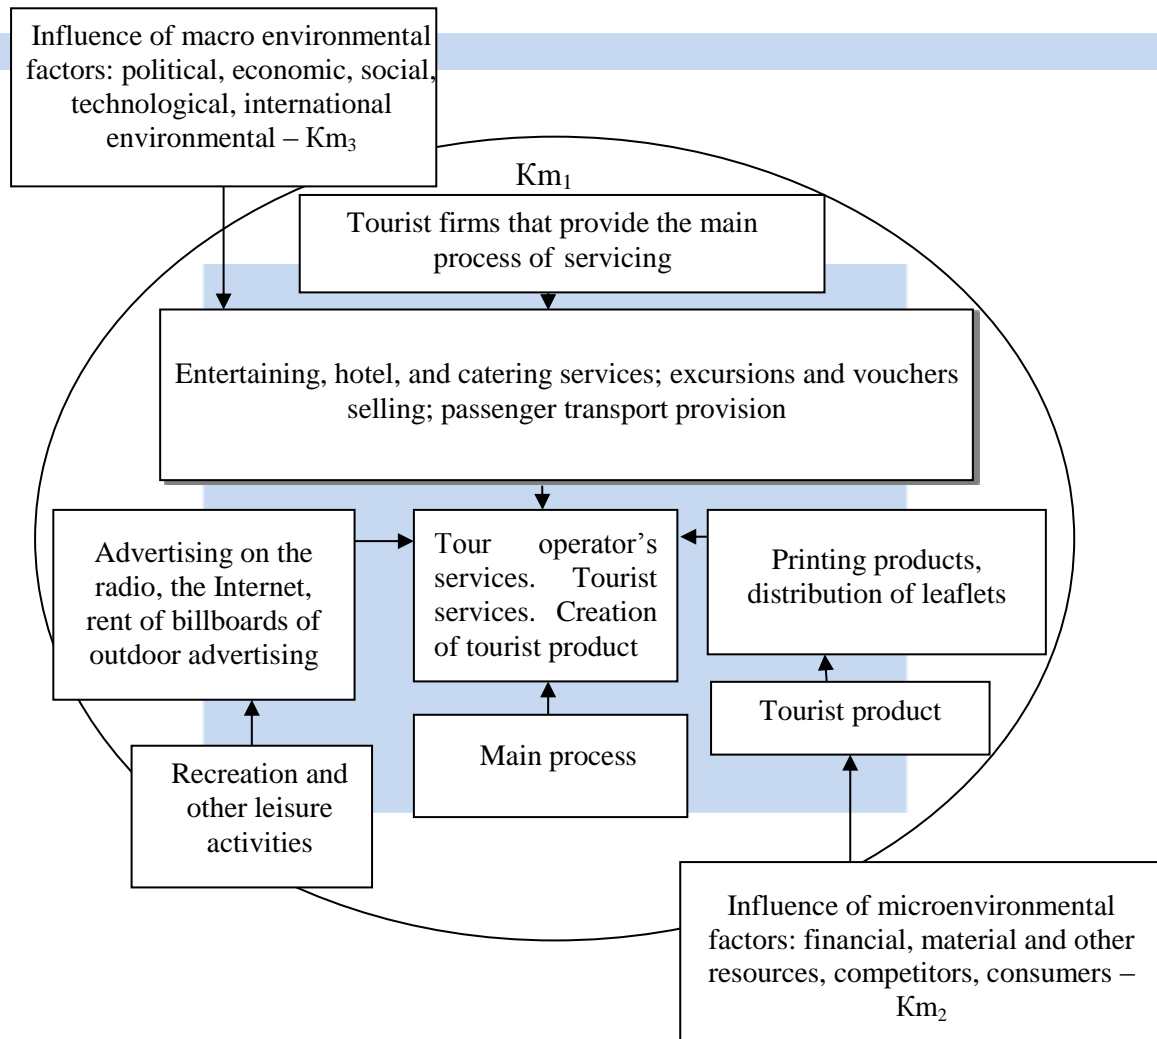 Influence of macro environmental
factors: political, economic, social,
technological, international
environmental – Km₃
Km₁
Tourist firms that provide the main
process of servicing
Entertaining, hotel, and catering services; excursions and vouchers
selling; passenger transport provision
Advertising on the
radio, the Internet,
rent of billboards of
outdoor advertising
Tour operator’s
services. Tourist
services. Creation
of tourist product
Printing products,
distribution of leaflets
Tourist product
Main process
Recreation and
other leisure
activities
Influence of microenvironmental
factors: financial, material and other
resources, competitors, consumers –
Km₂